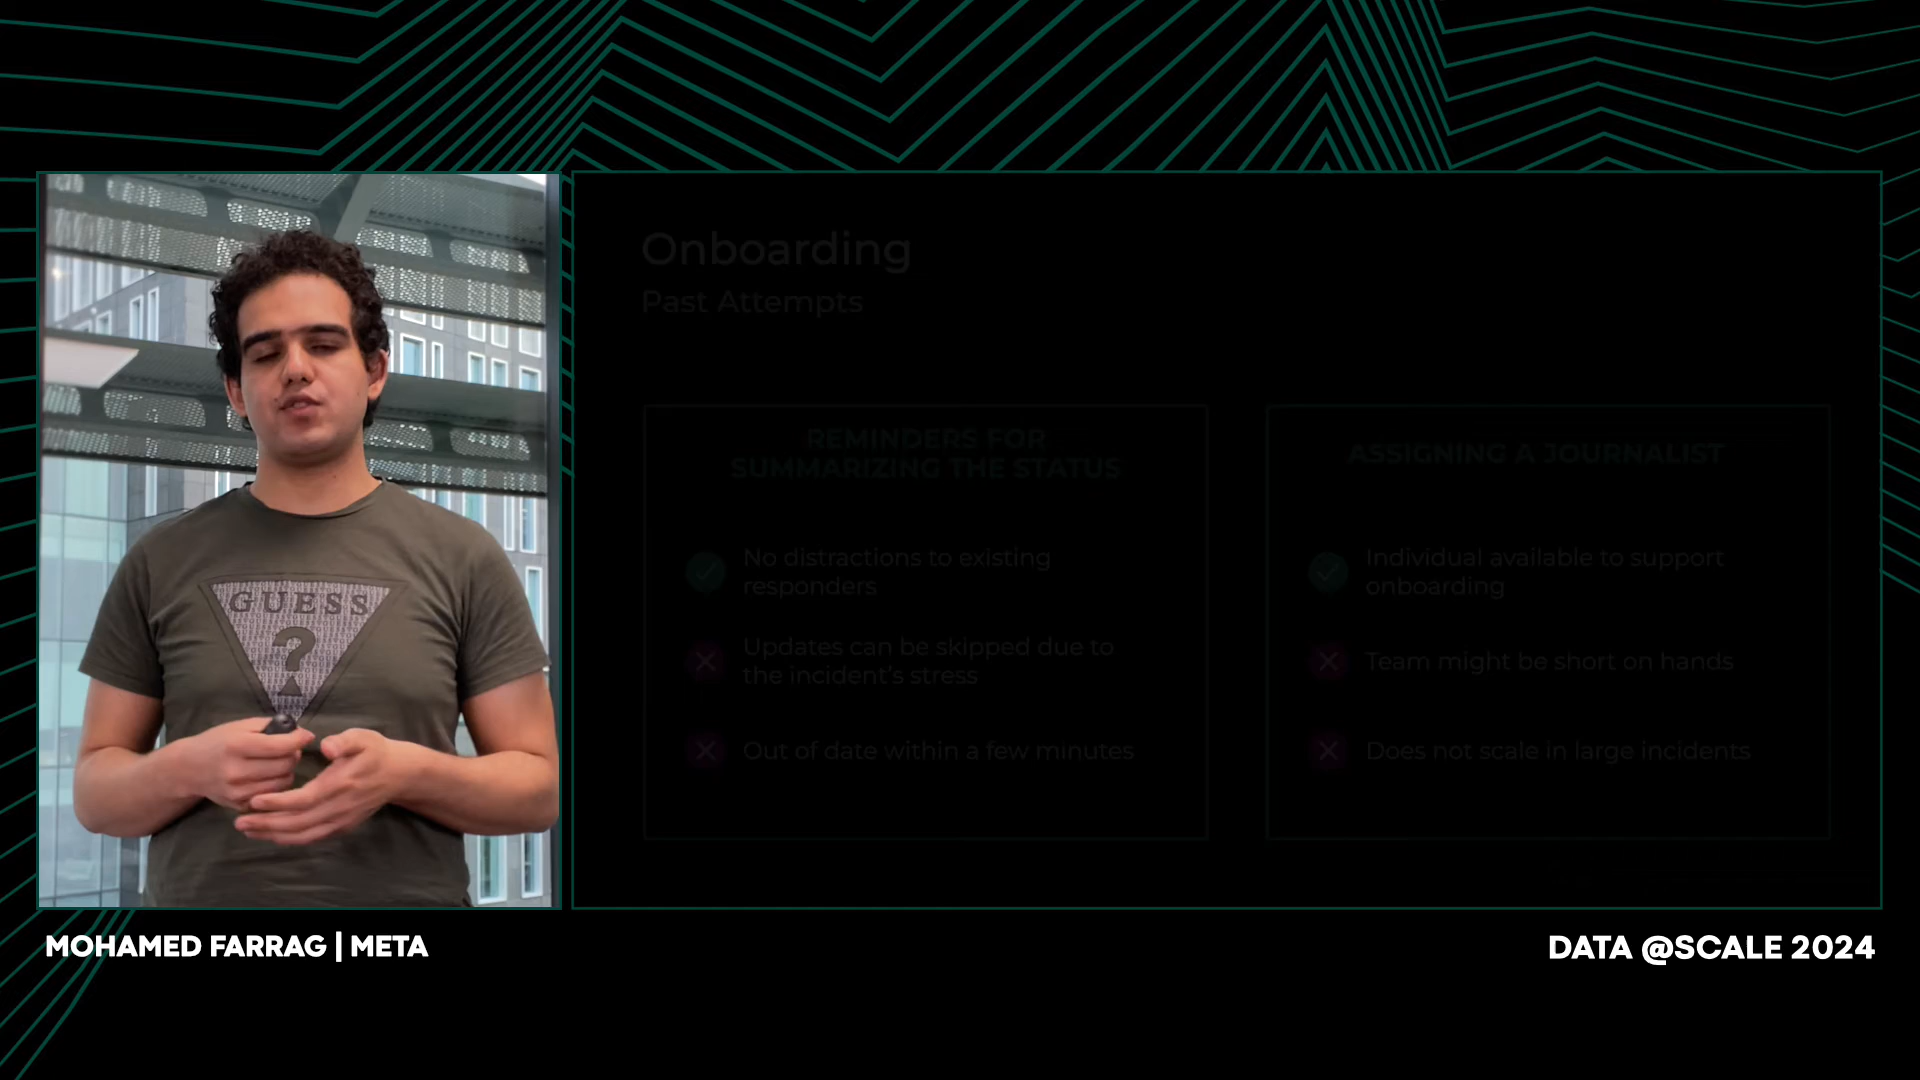 Onboarding
Past Attempts
REMINDERS FOR
SUMMARIZING THE STATUS
No distractions to existing
responders
Updates can be skipped due to
the incident's stress
Out of date within a few minutes
ASSIGNING A JOURNALIST
Individual available to support
onboarding
Team might be short on hands
Does not scale in large incidents
GUESS
?
MOHAMED FARRAG | META
DATA @SCALE 2024